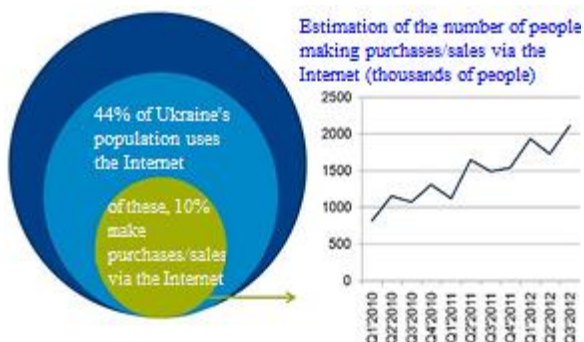 Estimation of the number of people
making purchases/sales via the
Internet (thousands of people)
44% of Ukraine's
population uses
the Internet
of these, 10%
make
purchases/sales
via the Internet
2500
2000
1500
1000
500
0
Q1'2010
Q2'2010
Q3'2010
Q4'2010
Q1'2011
Q2'2011
Q3'2011
Q4'2011
Q1'2012
Q2'2012
Q3'2012